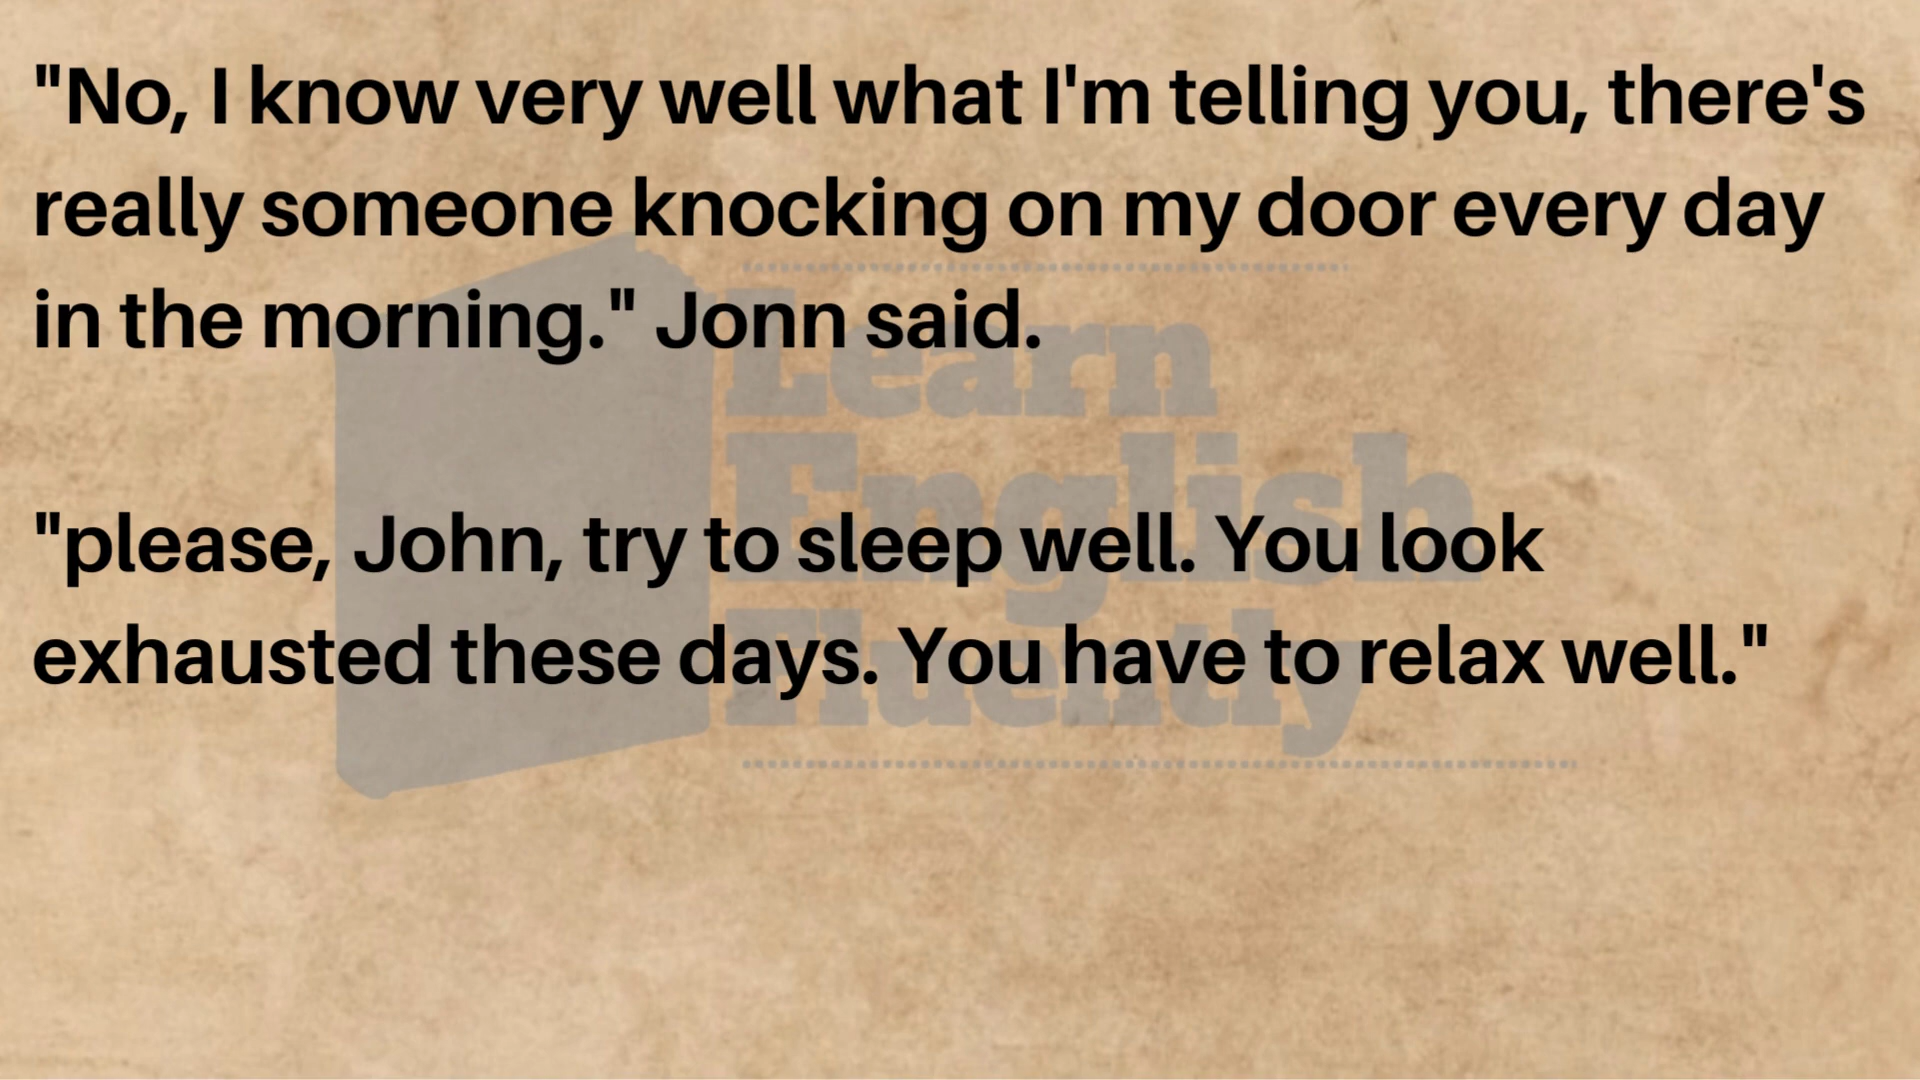 "No, I know very well what I'm telling you, there's
really someone knocking on my door every day
in the morning." Jonn said.
"please, John, try to sleep well. You look
exhausted these days. You have to relax well."
Learn
English
Fluently